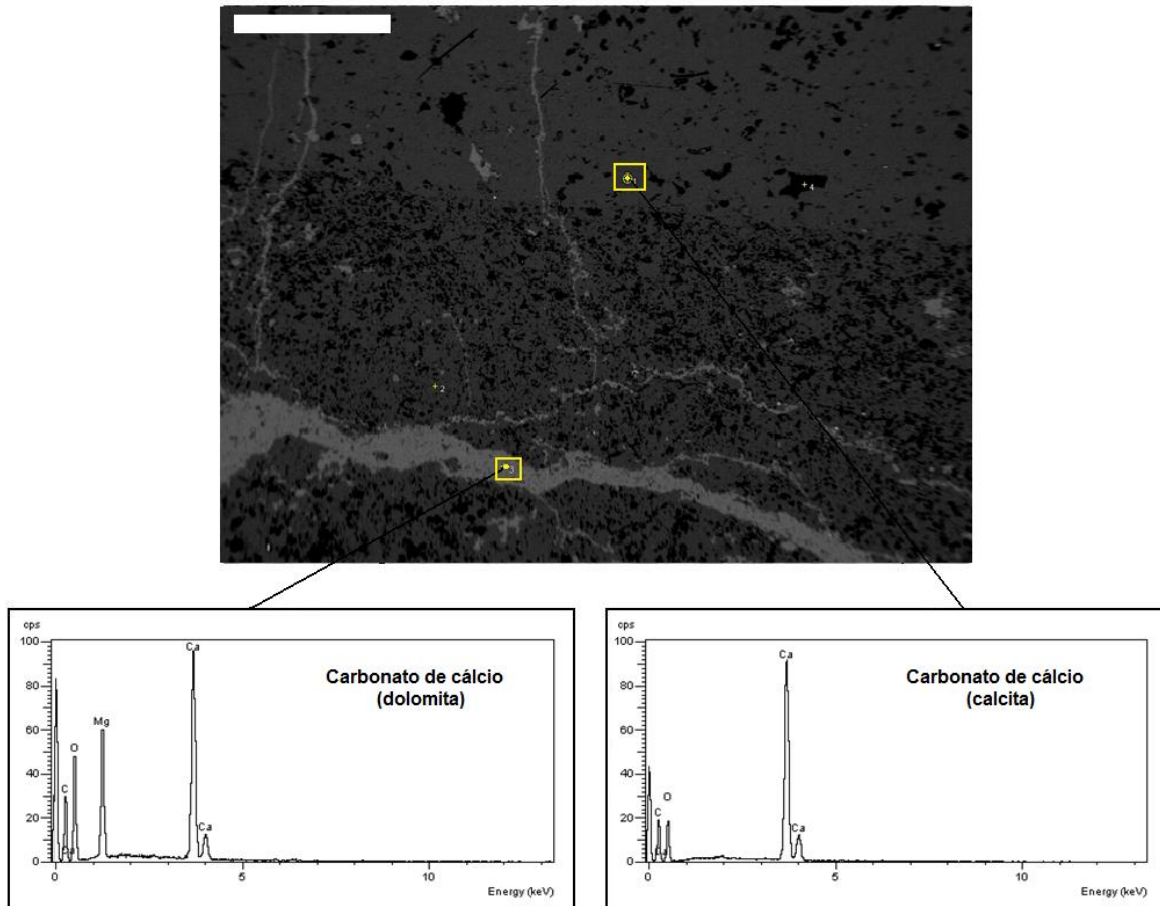 1
4
2
3
cps
100
80
60
40
20
0
Ca
Mg
O
C
Ca
Carbonato de cálcio
(dolomita)
0
5
10
Energy (keV)
cps
100
80
60
40
20
0
Ca
O
C
Ca
Carbonato de cálcio
(calcita)
0
5
10
Energy (keV)